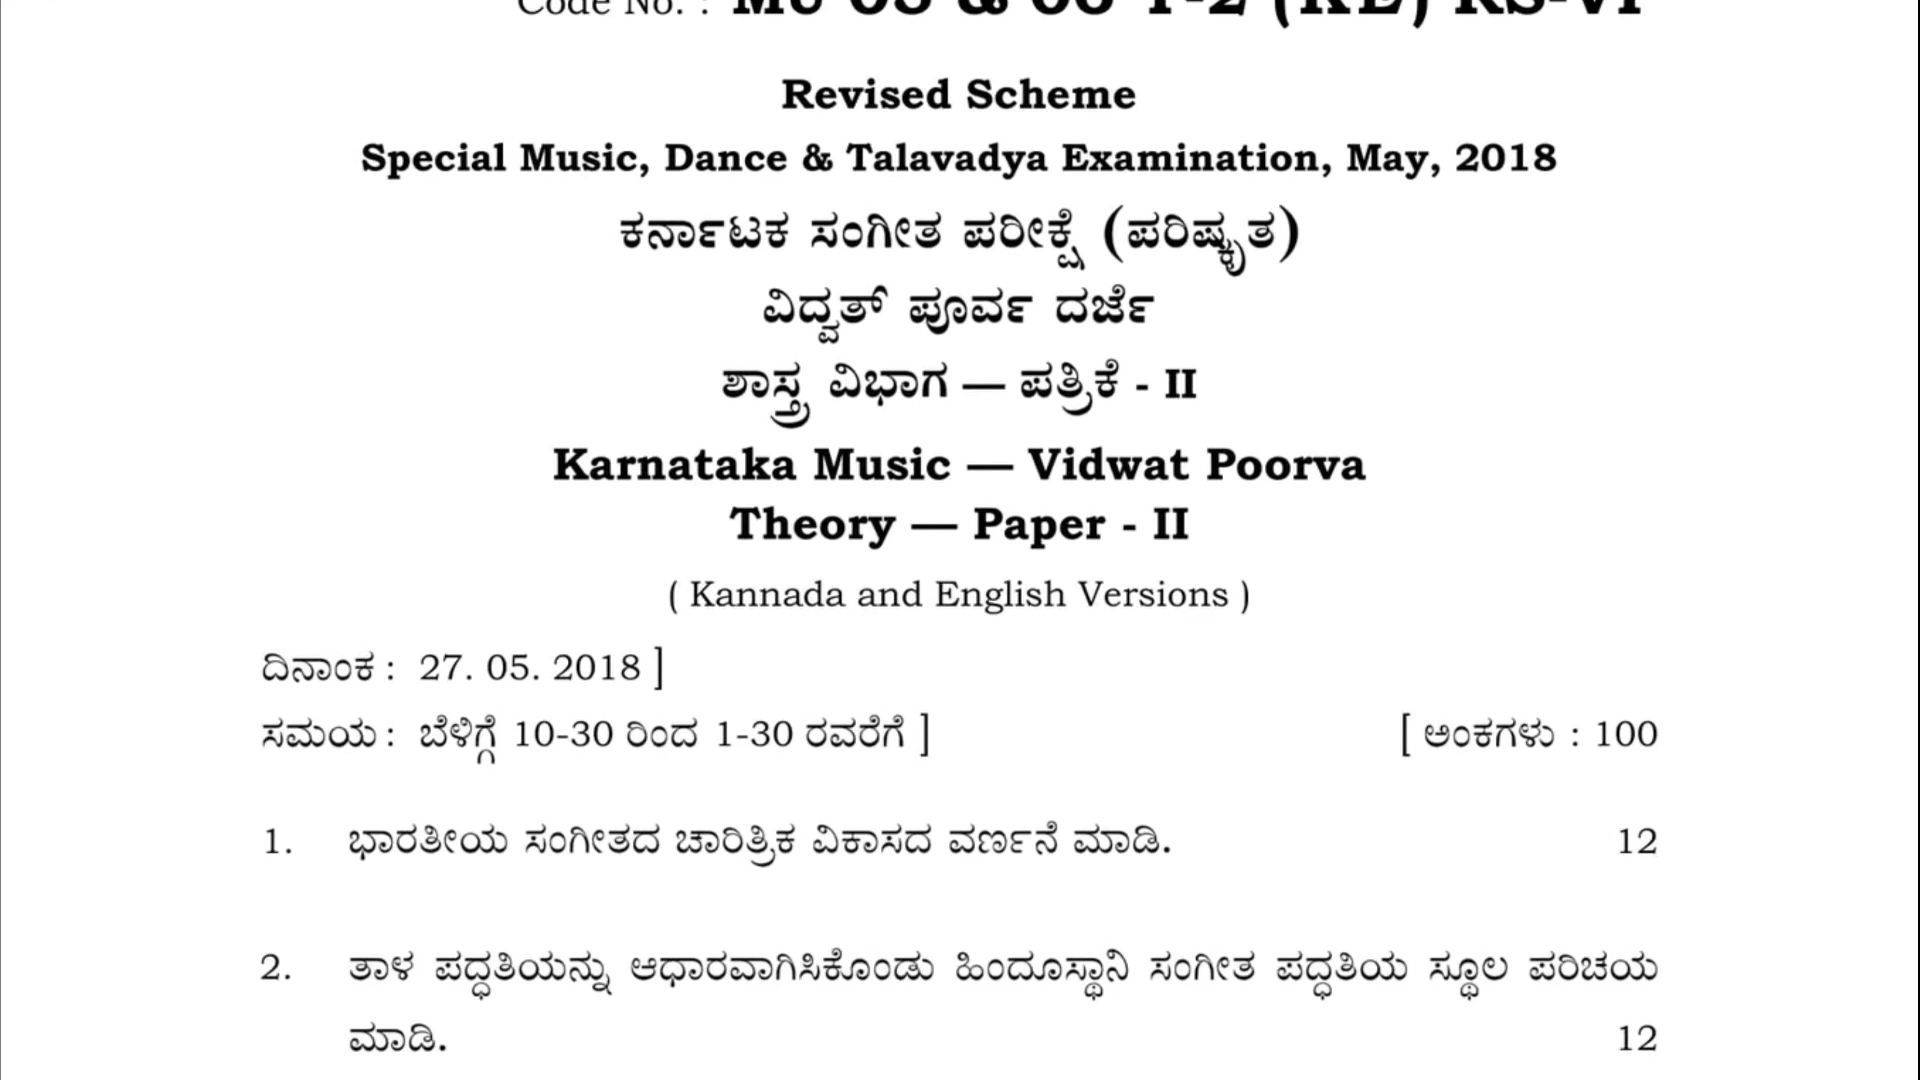 Code No. :
Revised Scheme
Special Music, Dance & Talavadya Examination, May, 2018
ಕರ್ನಾಟಕ ಸಂಗೀತ ಪರೀಕ್ಷೆ (ಪರಿಷ್ಕೃತ)
ವಿದ್ವತ್ ಪೂರ್ವ ದರ್ಜೆ
ಶಾಸ್ತ್ರ ವಿಭಾಗ — ಪತ್ರಿಕೆ - II
Karnataka Music — Vidwat Poorva
Theory — Paper - II
( Kannada and English Versions )
ದಿನಾಂಕ : 27. 05. 2018 ]
ಸಮಯ : ಬೆಳಿಗ್ಗೆ 10-30 ರಿಂದ 1-30 ರವರೆಗೆ ] [ ಅಂಕಗಳು : 100
1. ಭಾರತೀಯ ಸಂಗೀತದ ಚಾರಿತ್ರಿಕ ವಿಕಾಸದ ವರ್ಣನೆ ಮಾಡಿ. 12
2. ತಾಳ ಪದ್ಧತಿಯನ್ನು ಆಧಾರವಾಗಿಸಿಕೊಂಡು ಹಿಂದೂಸ್ಥಾನಿ ಸಂಗೀತ ಪದ್ಧತಿಯ ಸ್ಥೂಲ ಪರಿಚಯ
ಮಾಡಿ. 12